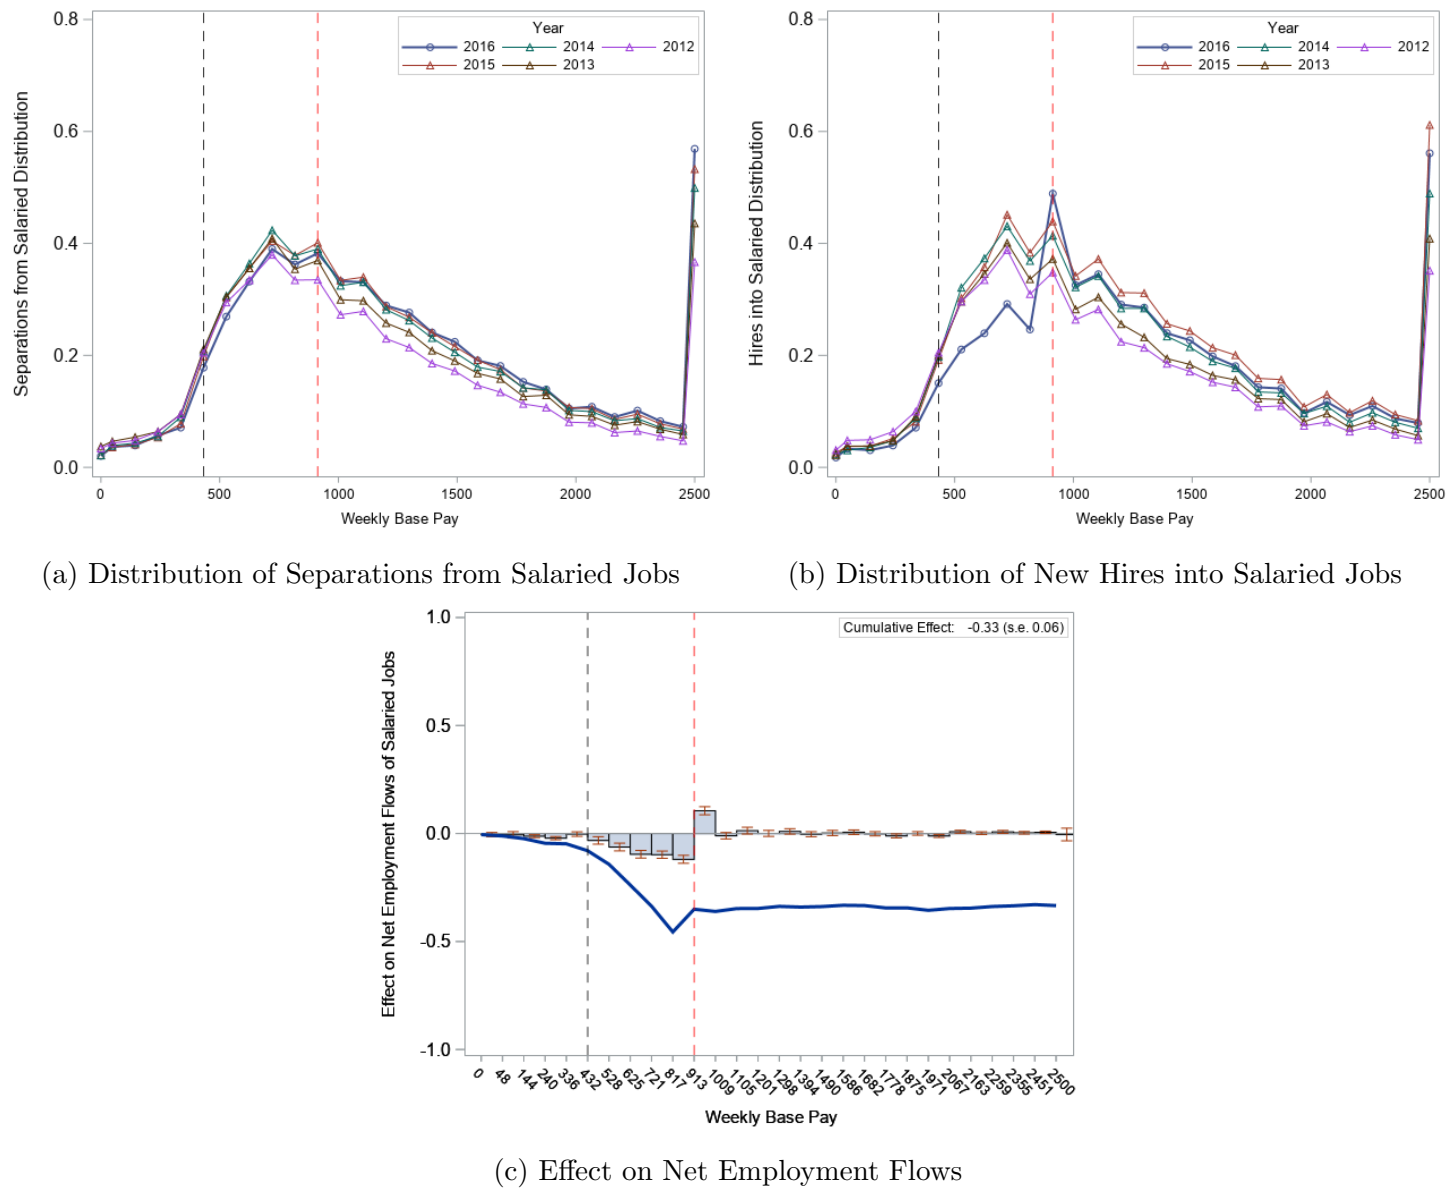 Year
2016 2014 2012
2015 2013
Separations from Salaried Distribution
0.8
0.6
0.4
0.2
0.0
0 500 1000 1500 2000 2500
Weekly Base Pay
(a) Distribution of Separations from Salaried Jobs
Year
2016 2014 2012
2015 2013
Hires into Salaried Distribution
0.8
0.6
0.4
0.2
0.0
0 500 1000 1500 2000 2500
Weekly Base Pay
(b) Distribution of New Hires into Salaried Jobs
Cumulative Effect: -0.33 (s.e. 0.06)
Effect on Net Employment Flows of Salaried Jobs
1.0
0.5
0.0
-0.5
-1.0
0 48 144 240 336 432 528 625 721 817 913 1009 1105 1201 1298 1394 1490 1586 1682 1778 1875 1971 2067 2163 2259 2355 2451 2500
Weekly Base Pay
(c) Effect on Net Employment Flows